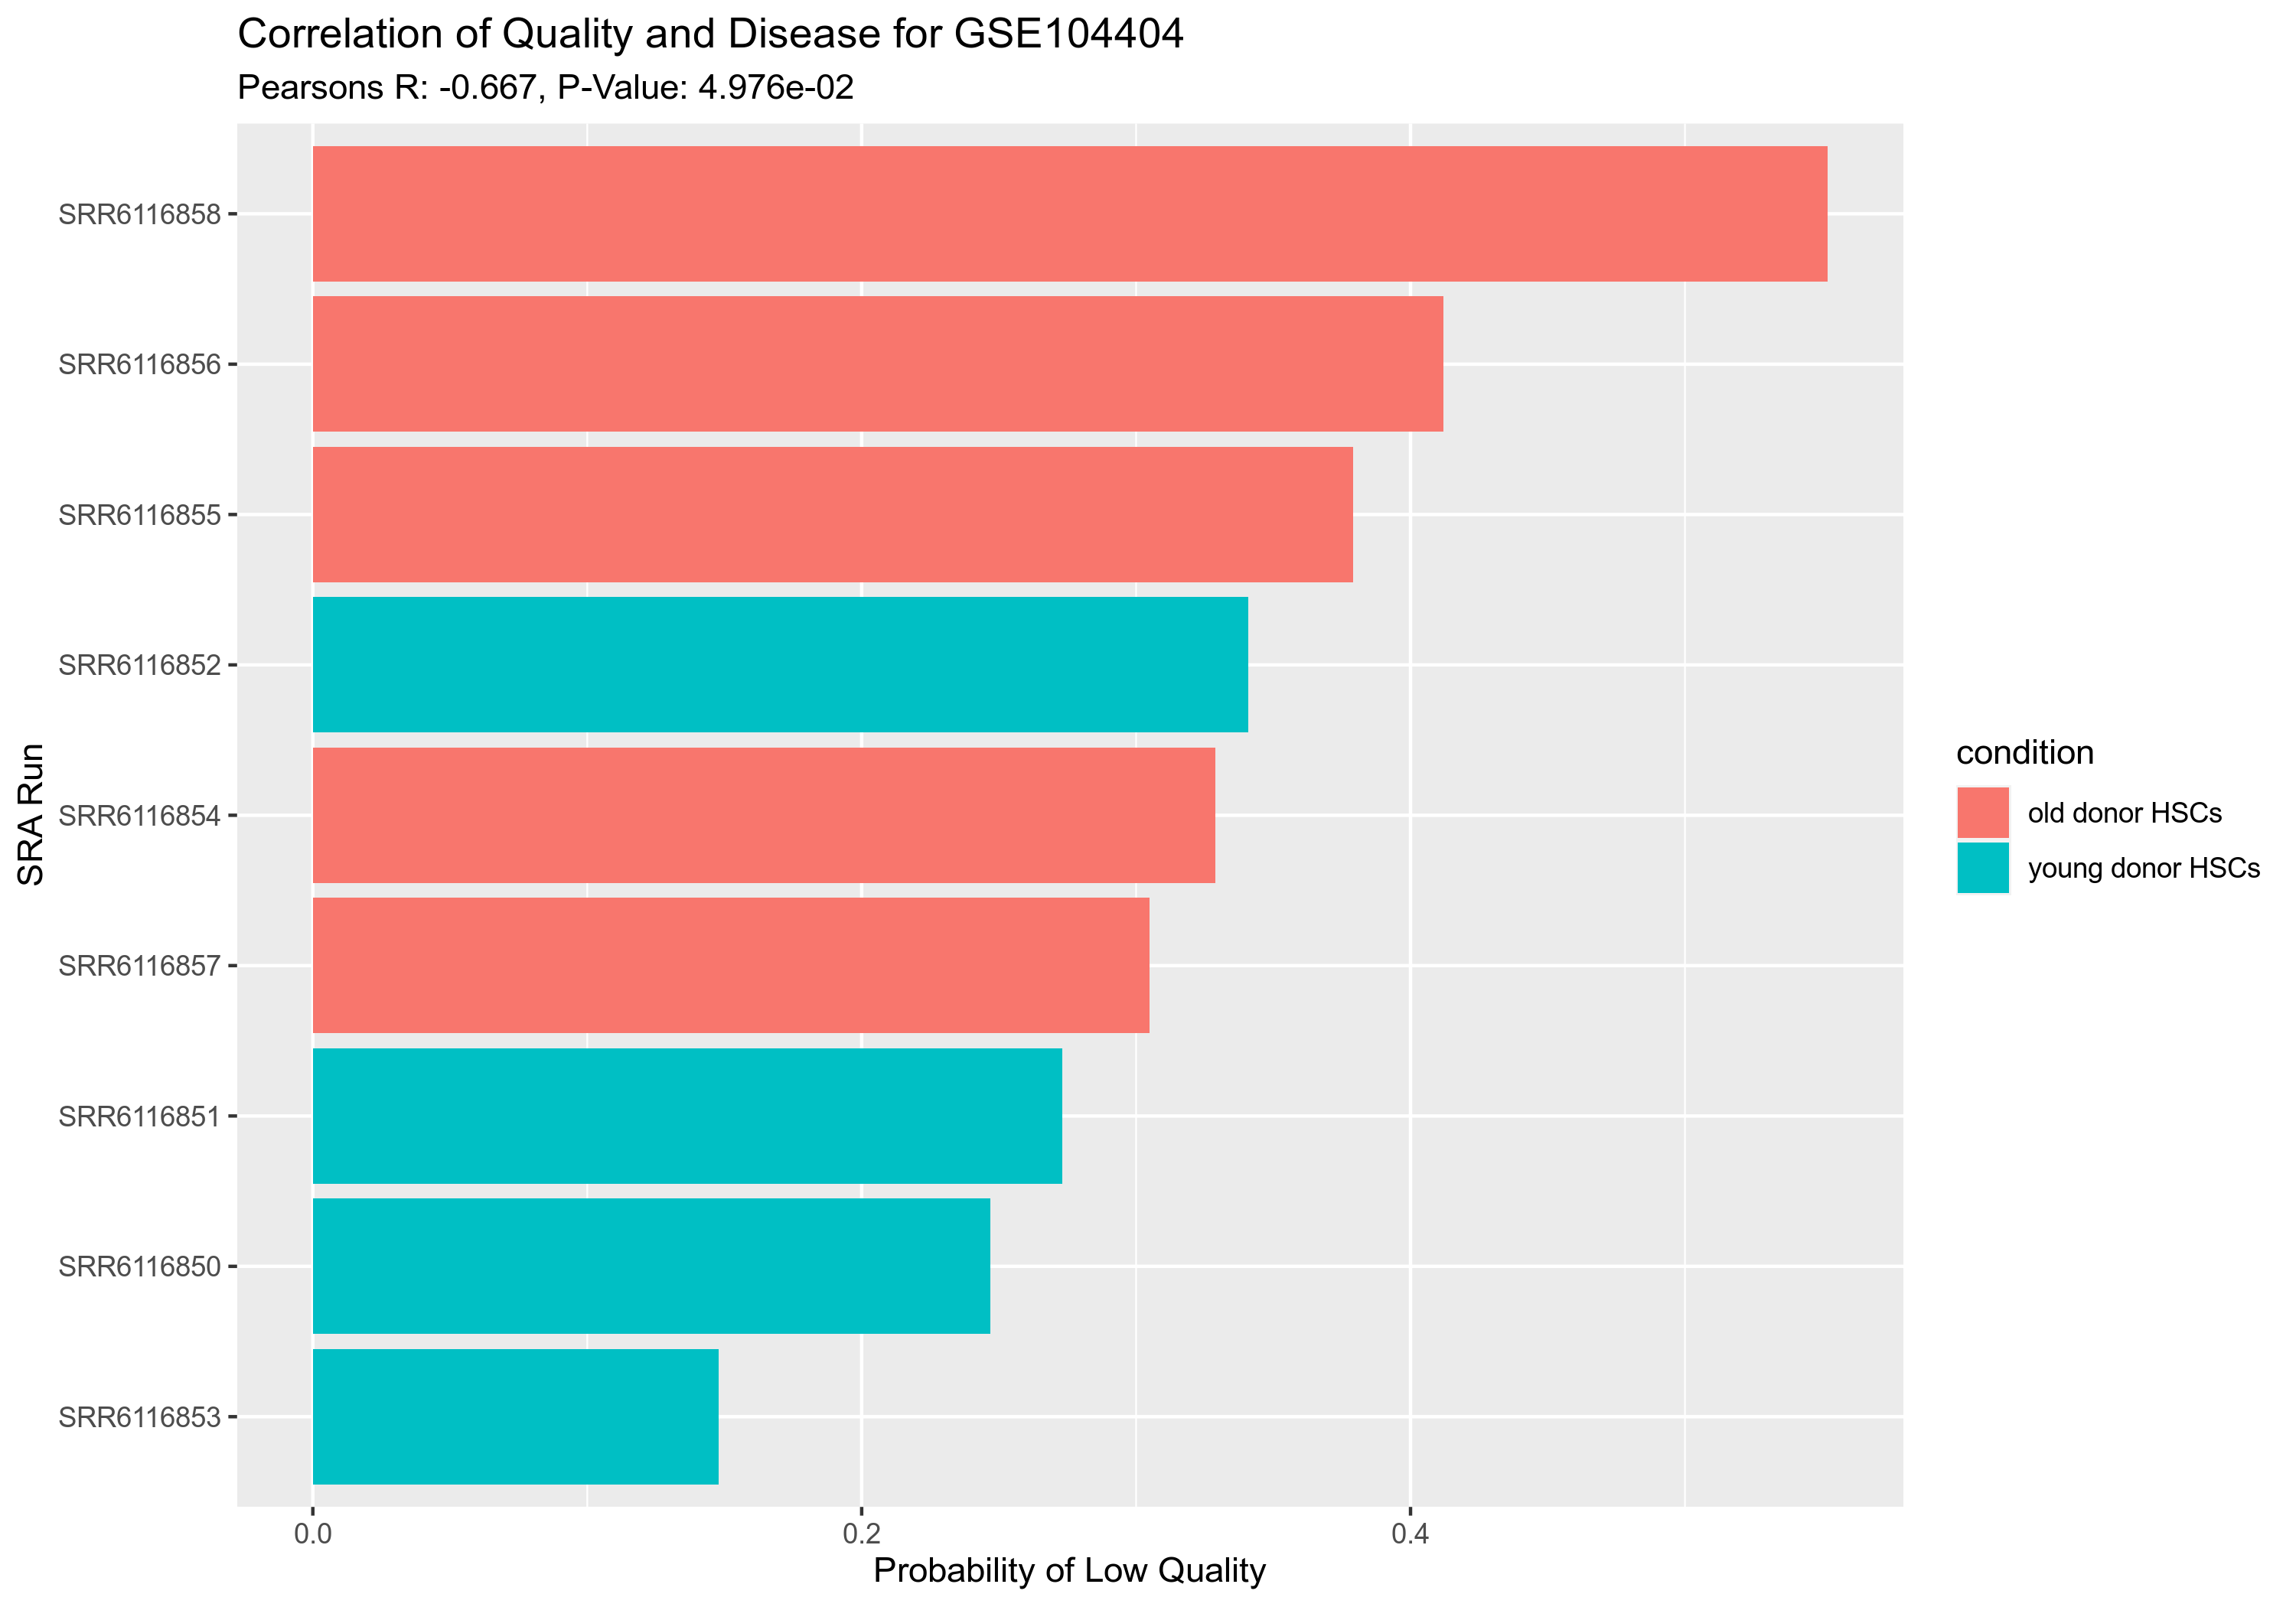 Correlation of Quality and Disease for GSE104404
Pearsons R: -0.667, P-Value: 4.976e-02
SRA Run
SRR6116858
SRR6116856
SRR6116855
SRR6116852
SRR6116854
SRR6116857
SRR6116851
SRR6116850
SRR6116853
0.0
0.2
0.4
Probability of Low Quality
condition
old donor HSCs
young donor HSCs